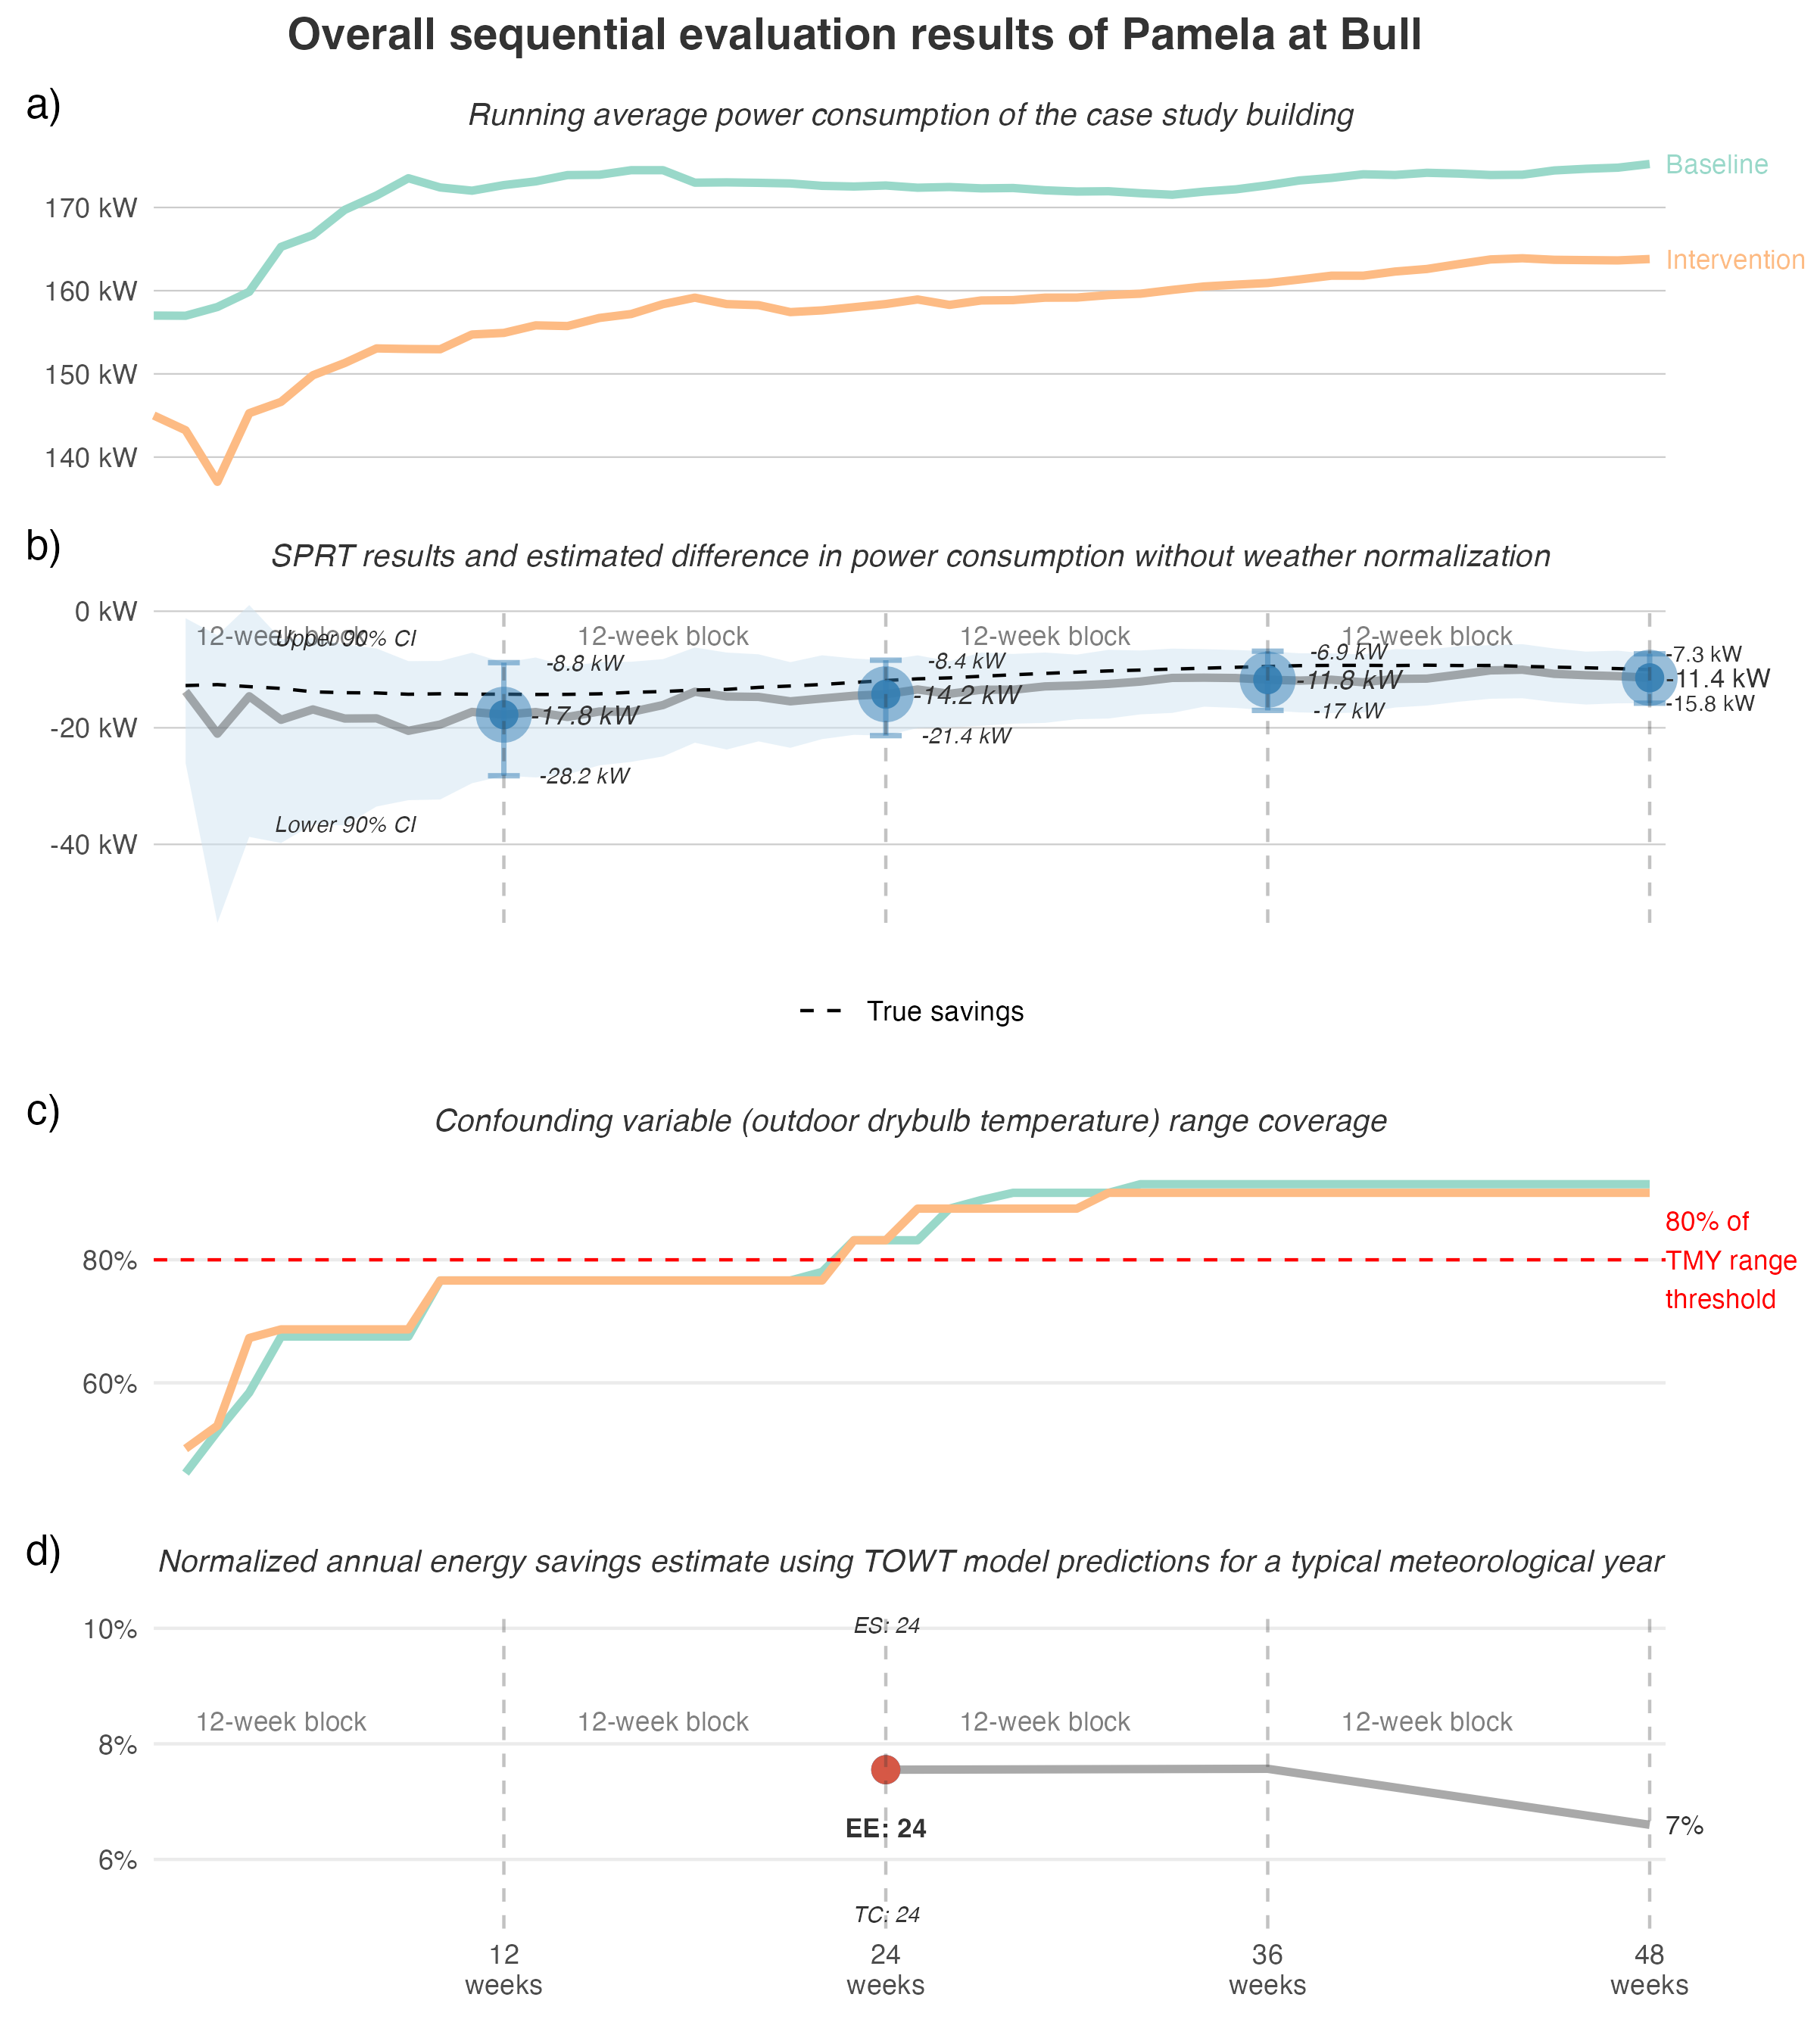 Overall sequential evaluation results of Pamela at Bull
a)
Running average power consumption of the case study building
Baseline
170 kW
Intervention
160 kW
150 kW
140 kW
b)
SPRT results and estimated difference in power consumption without weather normalization
0 kW
12-week block
Upper 90% CI
12-week block
12-week block
12-week block
-8.8 kW
-8.4 kW
-6.9 kW
-7.3 kW
-17.8 kW
-14.2 kW
-11.8 kW
-11.4 kW
-20 kW
-28.2 kW
-21.4 kW
-17 kW
-15.8 kW
Lower 90% CI
-40 kW
True savings
c)
Confounding variable (outdoor drybulb temperature) range coverage
80% of
TMY range
threshold
80%
60%
d)
Normalized annual energy savings estimate using TOWT model predictions for a typical meteorological year
10%
ES: 24
12-week block
12-week block
12-week block
12-week block
8%
EE: 24
7%
6%
TC: 24
12
weeks
24
weeks
36
weeks
48
weeks